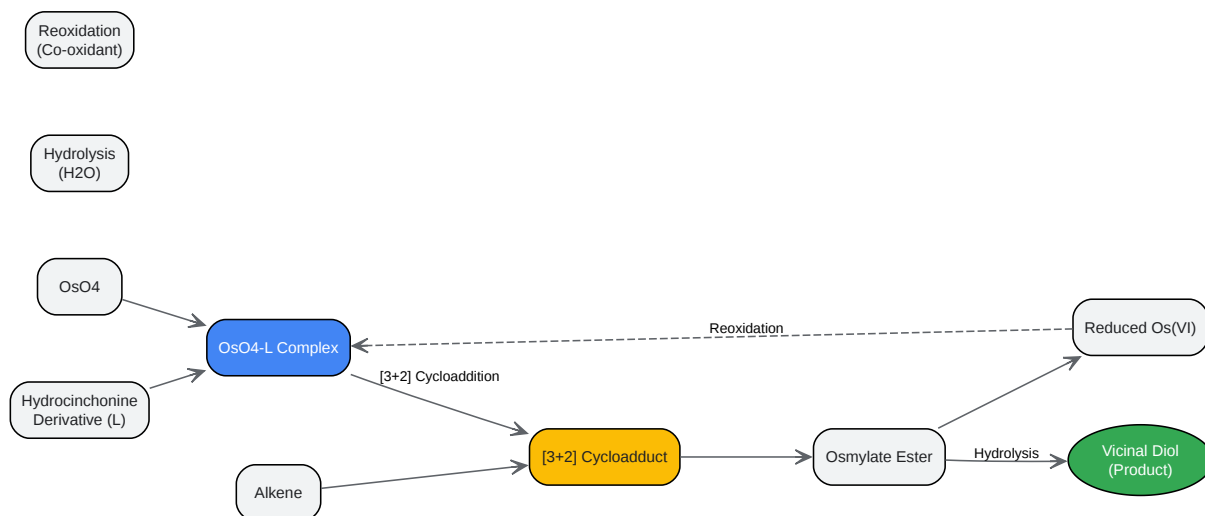 Reoxidation
(Co-oxidant)
Hydrolysis
(H2O)
OsO4
Hydrocinchonine
Derivative (L)
OsO4-L Complex
[3+2] Cycloaddition
Reoxidation
Alkene
[3+2] Cycloadduct
Osmylate Ester
Hydrolysis
Reduced Os(VI)
Vicinal Diol
(Product)